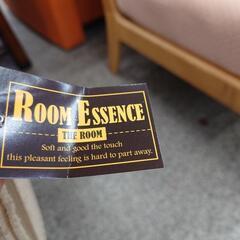 ROOM ESSENCE
THE ROOM
Soft and good the touch
this pleasant feeling is hard to part away.